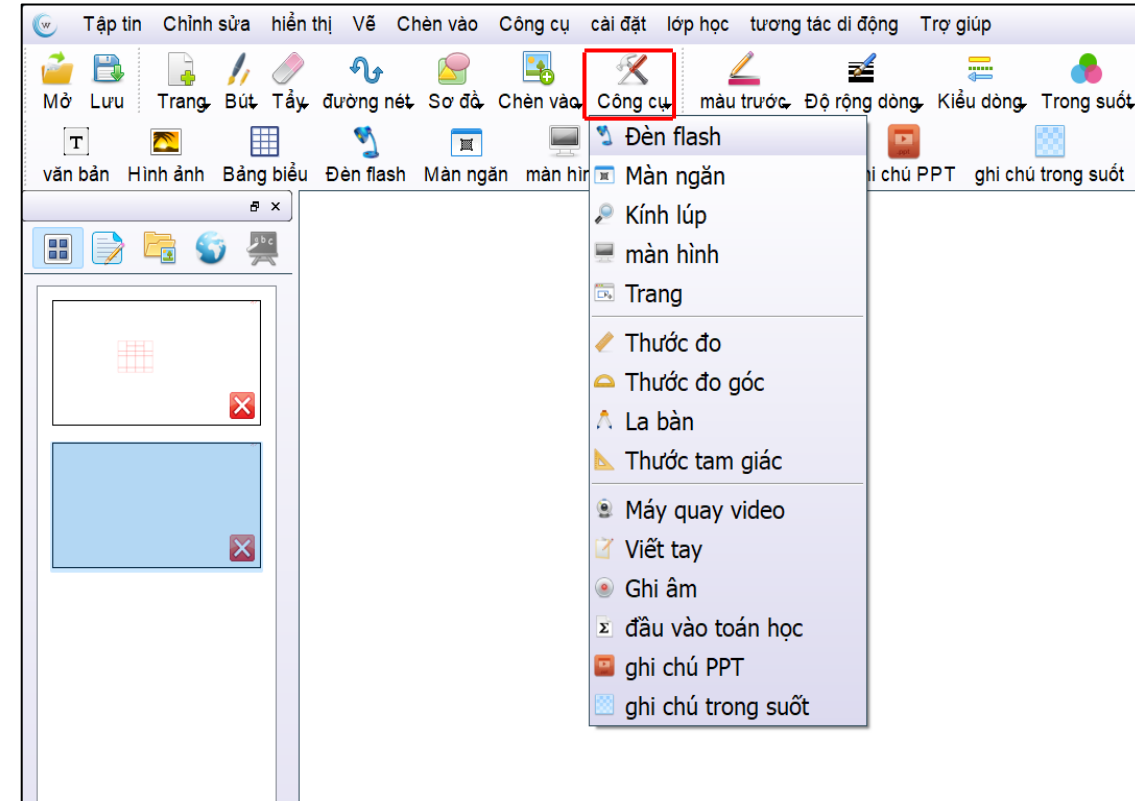 Tập tin Chỉnh sửa hiển thị Vẽ Chèn vào Công cụ cài đặt lớp học tương tác di động Trợ giúp
Mở Lưu Trang Bút Tẩy đường nét Sơ đồ Chèn vào Công cụ màu trước Độ rộng dòng Kiểu dòng Trong suốt
văn bản Hình ảnh Bảng biểu Đèn flash Màn ngăn màn hìn hi chú PPT ghi chú trong suốt
Đèn flash
Màn ngăn
Kính lúp
màn hình
Trang
Thước đo
Thước đo góc
La bàn
Thước tam giác
Máy quay video
Viết tay
Ghi âm
đầu vào toán học
ghi chú PPT
ghi chú trong suốt